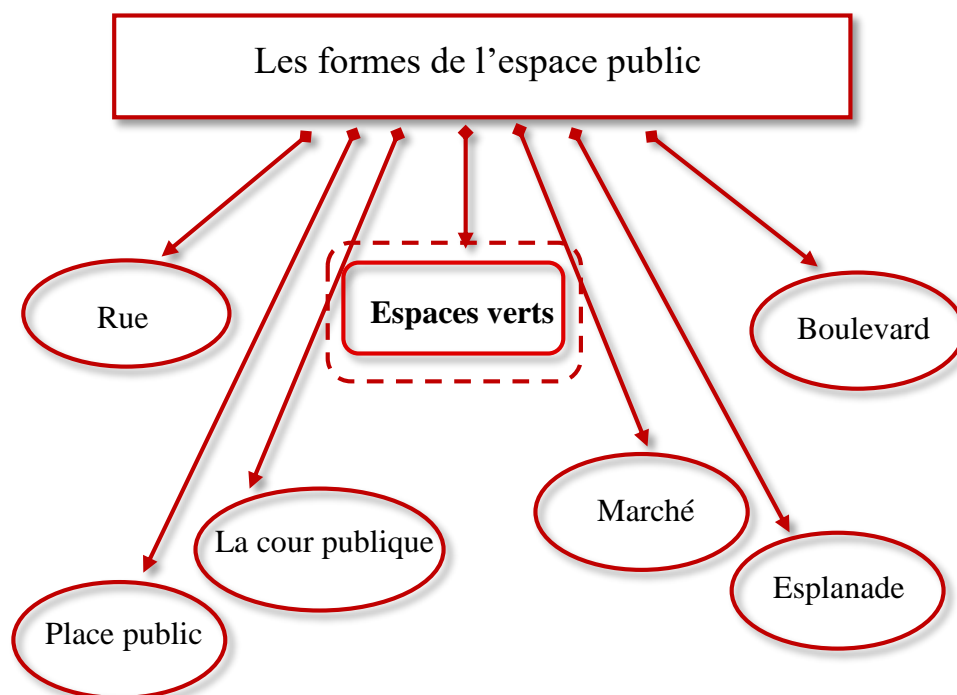 Les formes de l’espace public
Rue
Espaces verts
Boulevard
La cour publique
Marché
Place public
Esplanade